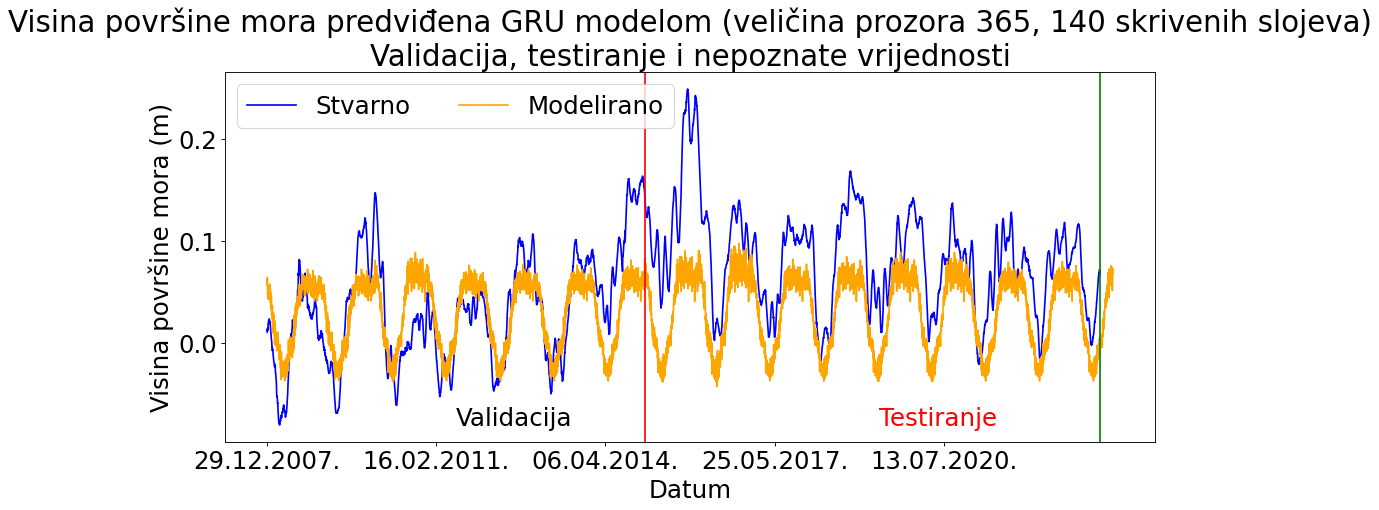 Visina površine mora predviđena GRU modelom (veličina prozora 365, 140 skrivenih slojeva)
Validacija, testiranje i nepoznate vrijednosti
Stvarno
Modelirano
Visina površine mora (m)
0.2
0.1
0.0
Validacija
Testiranje
29.12.2007.
16.02.2011.
06.04.2014.
25.05.2017.
13.07.2020.
Datum